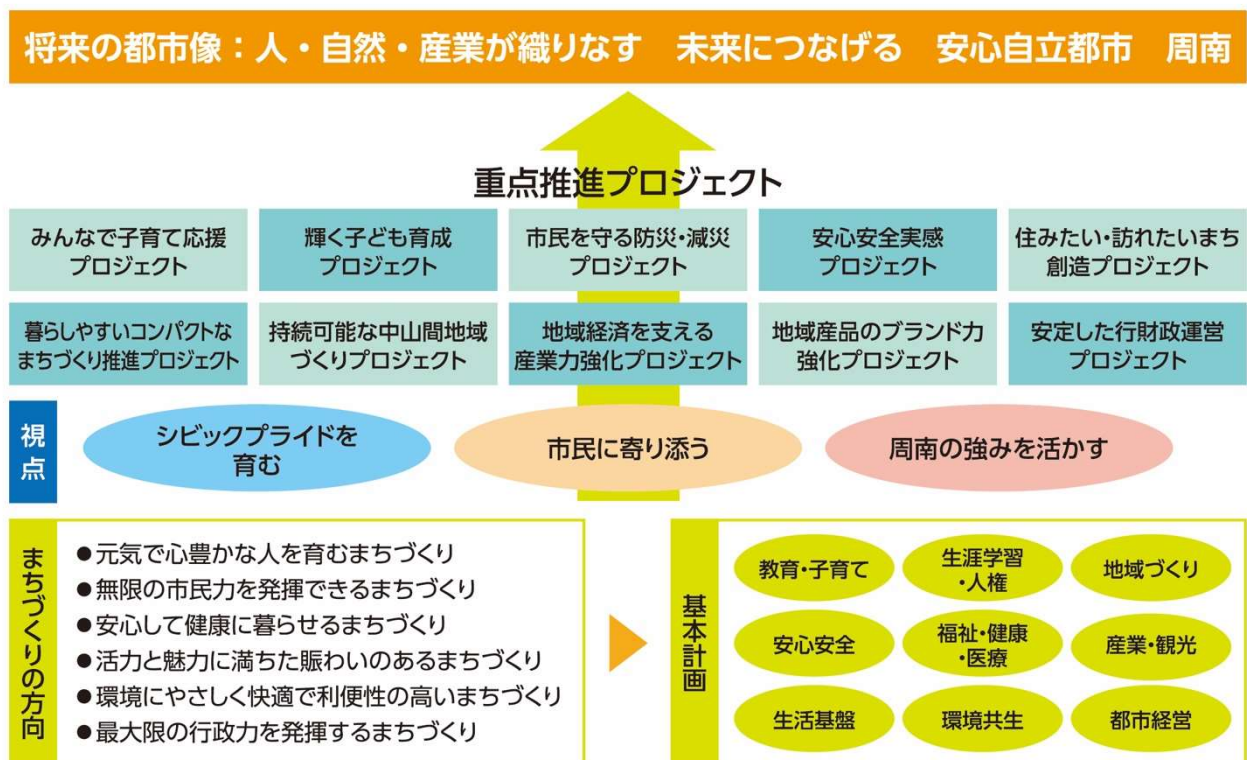 将来の都市像:人・自然・産業が織りなす 未来につなげる 安心自立都市 周南
重点推進プロジェクト
みんなで子育て応援
プロジェクト
輝く子ども育成
プロジェクト
市民を守る防災・減災
プロジェクト
安心安全実感
プロジェクト
住みたい・訪れたいまち
創造プロジェクト
暮らしやすいコンパクトな
まちづくり推進プロジェクト
持続可能な中山間地域
づくりプロジェクト
地域経済を支える
産業力強化プロジェクト
地域産品のブランド力
強化プロジェクト
安定した行財政運営
プロジェクト
視点
シビックプライドを
育む
市民に寄り添う
周南の強みを活かす
まちづくりの方向
●元気で心豊かな人を育むまちづくり
●無限の市民力を発揮できるまちづくり
●安心して健康に暮らせるまちづくり
●活力と魅力に満ちた賑わいのあるまちづくり
●環境にやさしく快適で利便性の高いまちづくり
●最大限の行政力を発揮するまちづくり
基本計画
教育・子育て
生涯学習
・人権
地域づくり
安心安全
福祉・健康
・医療
産業・観光
生活基盤
環境共生
都市経営